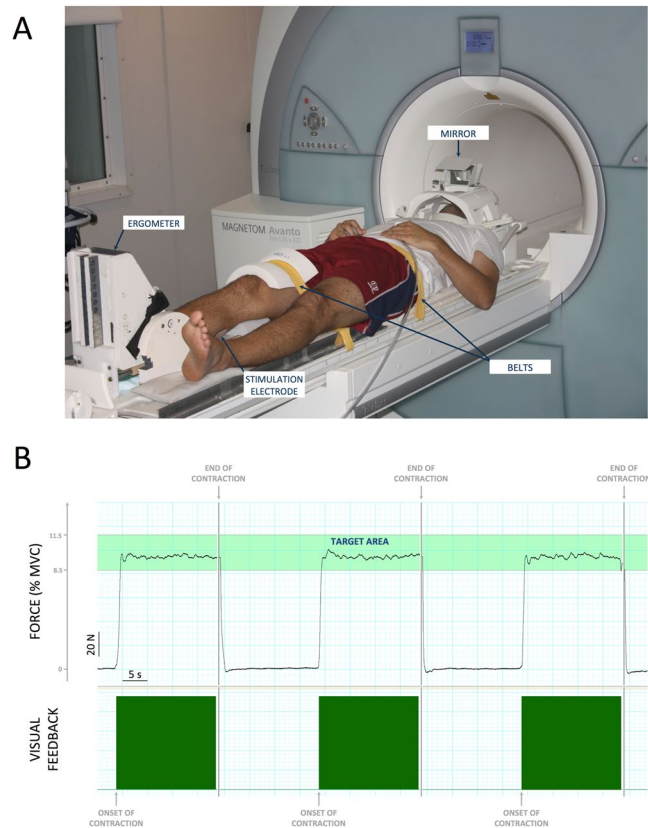 A
MIRROR
ERGOMETER
MAGNETOM Avanto
STIMULATION
ELECTRODE
BELTS
B
END OF
CONTRACTION
END OF
CONTRACTION
END OF
CONTRACTION
FORCE (% MVC)
11.5
TARGET AREA
8.5
20 N
0
5 s
VISUAL
FEEDBACK
ONSET OF
CONTRACTION
ONSET OF
CONTRACTION
ONSET OF
CONTRACTION